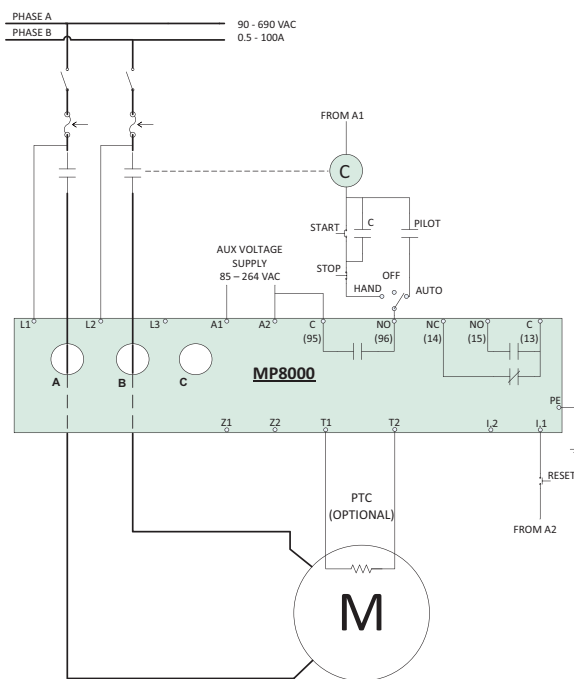 PHASE A
PHASE B
90 - 690 VAC
0.5 - 100A
FROM A1
C
START
C
PILOT
STOP
OFF
HAND
AUTO
AUX VOLTAGE
SUPPLY
85 – 264 VAC
L1
L2
L3
A1
A2
C
(95)
NO
(96)
NC
(14)
NO
(15)
C
(13)
A
B
C
MP8000
PE
Z1
Z2
T1
T2
I.2
I.1
RESET
PTC
(OPTIONAL)
FROM A2
M